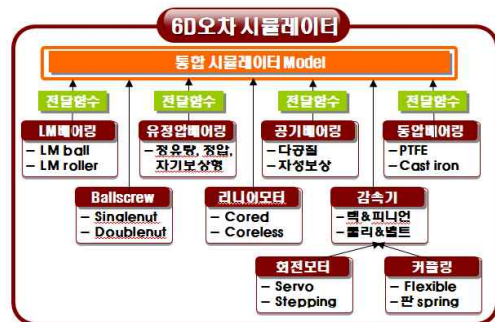 6D오차 시뮬레이터
통합 시뮬레이터 Model
전달함수 전달함수 전달함수 전달함수
LM베어링 유정압베어링 공기베어링 동압베어링
– LM ball
– LM roller
– 정유량, 정압,
자기보상형
– 다공질
– 자성보상
– PTFE
– Cast iron
Ballscrew 리니어모터 감속기
– Singlenut
– Doublenut
– Cored
– Coreless
– 랙&피니언
– 풀리&벨트
회전모터 커플링
– Servo
– Stepping
– Flexible
– 판 spring